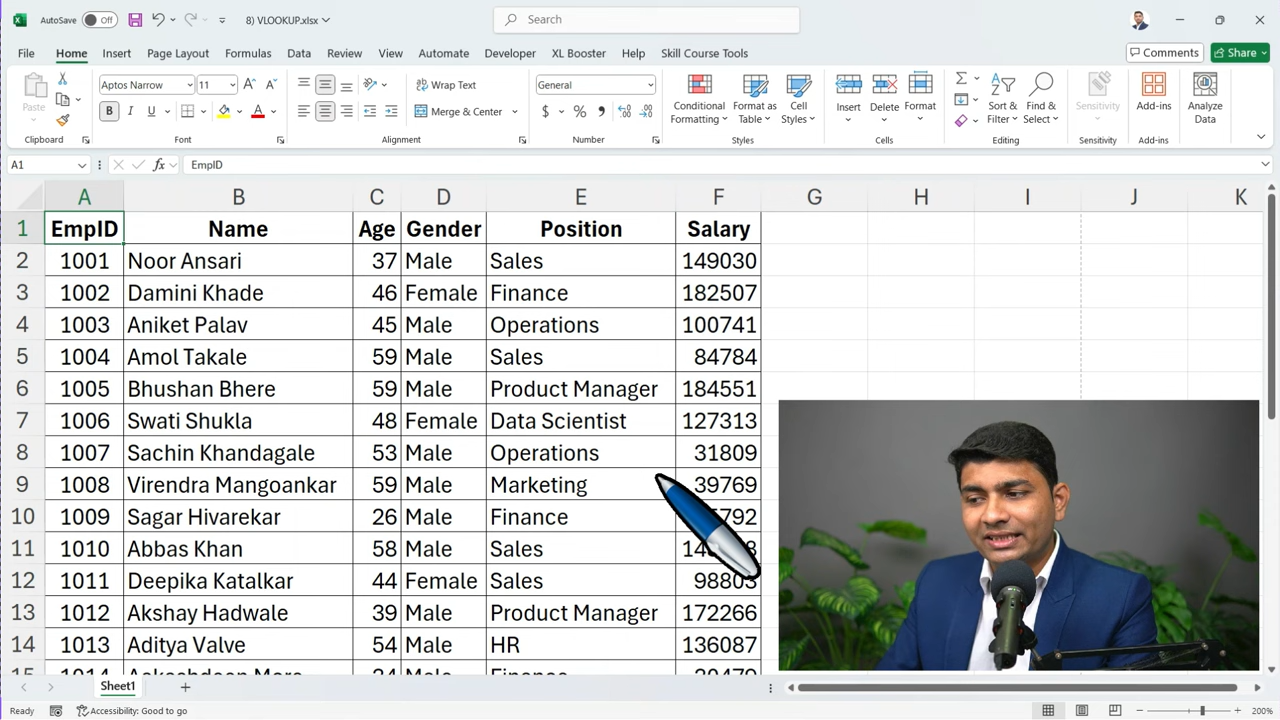 AutoSave Off 8) VLOOKUP.xlsx Search
File Home Insert Page Layout Formulas Data Review View Automate Developer XL Booster Help Skill Course Tools Comments Share
Paste Aptos Narrow 11 A A Wrap Text General Conditional Formatting Format as Table Cell Styles Insert Delete Format Sort & Filter Find & Select Sensitivity Add-ins Analyze Data
B I U A Merge & Center $ % 9
Clipboard Font Alignment Number Styles Cells Editing Sensitivity Add-ins
A1 fx EmpID
A B C D E F G H I J K
1 EmpID Name Age Gender Position Salary
2 1001 Noor Ansari 37 Male Sales 149030
3 1002 Damini Khade 46 Female Finance 182507
4 1003 Aniket Palav 45 Male Operations 100741
5 1004 Amol Takale 59 Male Sales 84784
6 1005 Bhushan Bhere 59 Male Product Manager 184551
7 1006 Swati Shukla 48 Female Data Scientist 127313
8 1007 Sachin Khandagale 53 Male Operations 31809
9 1008 Virendra Mangoankar 59 Male Marketing 39769
10 1009 Sagar Hivarekar 26 Male Finance
11 1010 Abbas Khan 58 Male Sales
12 1011 Deepika Katalkar 44 Female Sales
13 1012 Akshay Hadwale 39 Male Product Manager 172266
14 1013 Aditya Valve 54 Male HR 136087
Sheet1
Ready Accessibility: Good to go 200%